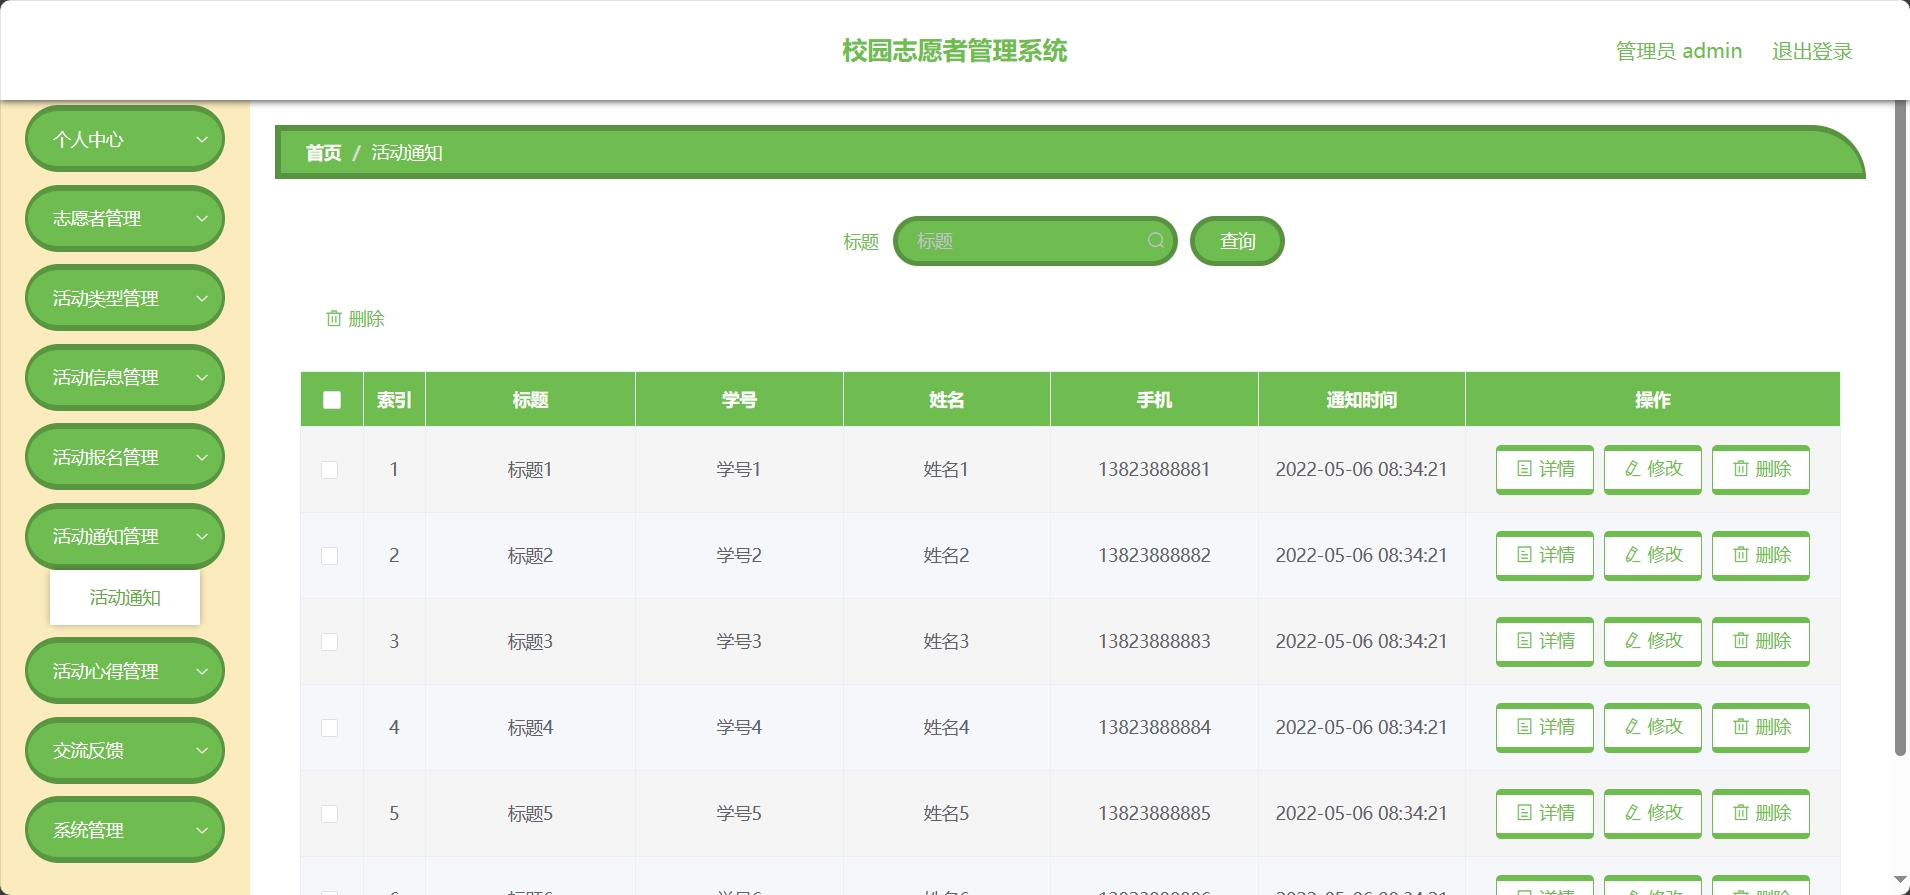 校园志愿者管理系统
管理员 admin 退出登录
个人中心
志愿者管理
活动类型管理
活动信息管理
活动报名管理
活动通知管理
活动通知
活动心得管理
交流反馈
系统管理
首页 / 活动通知
标题 标题 查询
删除
索引 标题 学号 姓名 手机 通知时间 操作
1 标题1 学号1 姓名1 13823888881 2022-05-06 08:34:21 详情 修改 删除
2 标题2 学号2 姓名2 13823888882 2022-05-06 08:34:21 详情 修改 删除
3 标题3 学号3 姓名3 13823888883 2022-05-06 08:34:21 详情 修改 删除
4 标题4 学号4 姓名4 13823888884 2022-05-06 08:34:21 详情 修改 删除
5 标题5 学号5 姓名5 13823888885 2022-05-06 08:34:21 详情 修改 删除